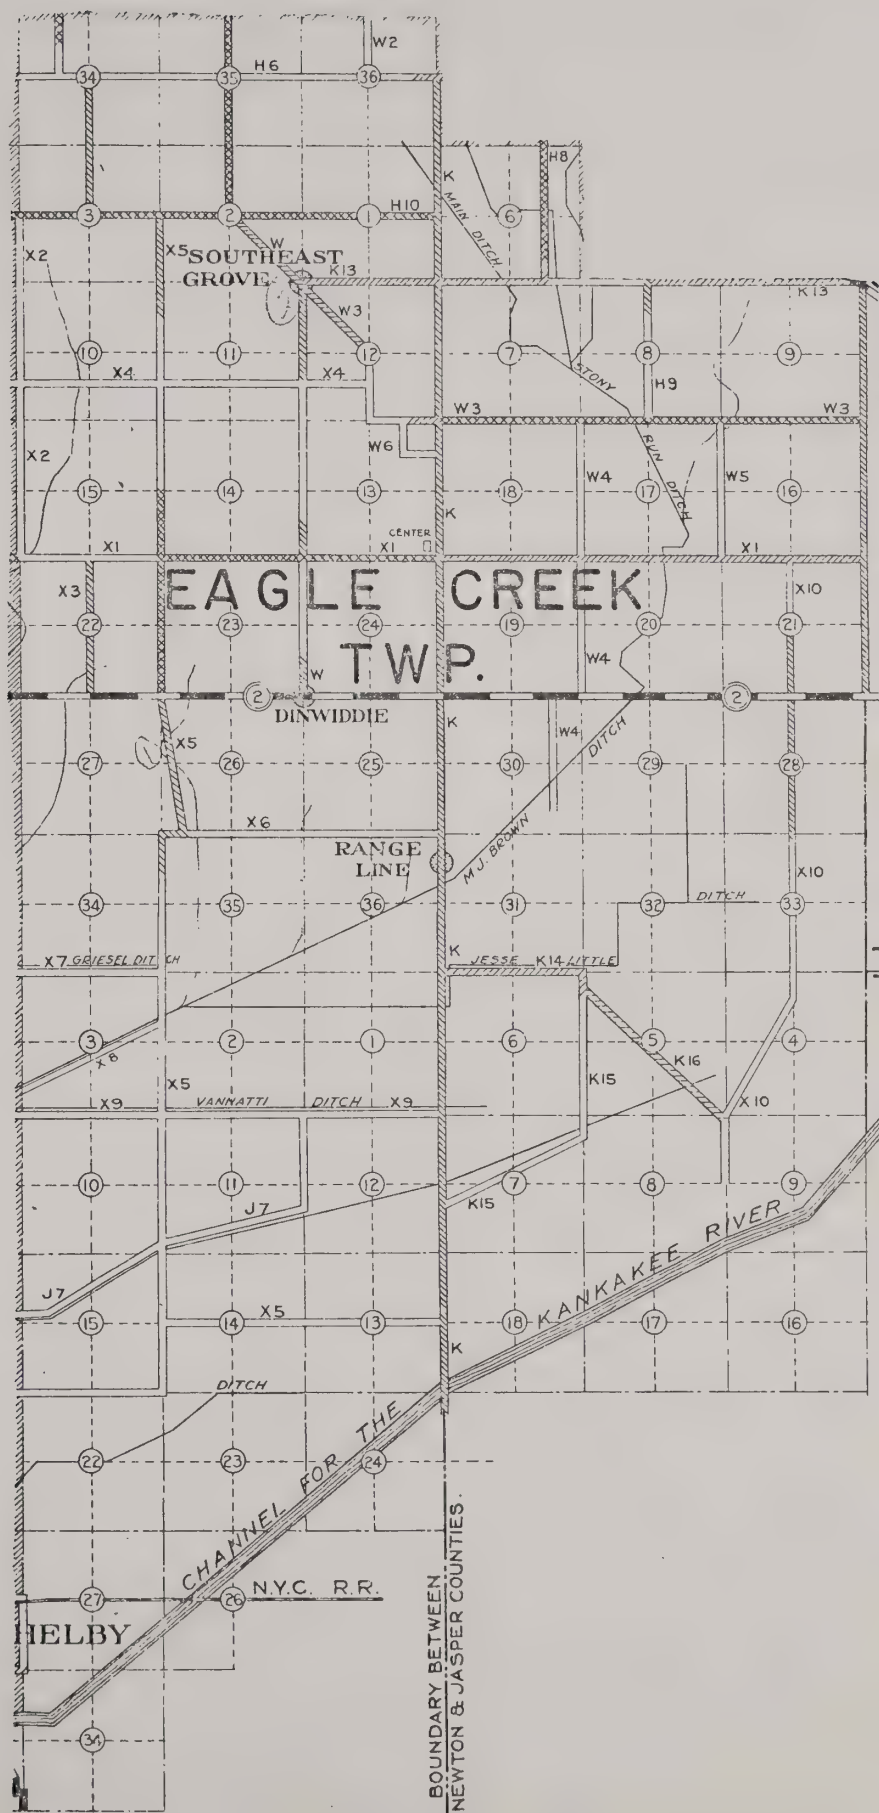 W2
H6
34
35
36
H8
K
MAIN DITCH
H10
3
2
1
6
X2
X5
W
SOUTHEAST
GROVE
K13
K13
W3
10
11
12
7
8
9
STONY
RUN
DITCH
H9
X4
X4
W3
W3
W6
X2
15
14
13
18
W4
17
W5
16
K
CENTER
X1
X1
X1
X3
EAGLE CREEK
TWP.
X10
22
23
24
19
20
21
W
W4
2
2
DINWIDDIE
K
W4
DITCH
X5
27
26
25
30
29
28
X6
RANGE
LINE
M.J. BROWN
X10
34
35
36
31
32
DITCH
33
K
X7 GRIESEL DITCH
JESSE K14 LITTLE
3
X8
2
1
6
5
4
K16
X5
K15
X10
X9
VANNATTI DITCH X9
10
11
12
7
8
9
J7
K15
J7
KANKAKEE RIVER
15
14
X5
13
18
17
16
K
DITCH
CHANNEL FOR THE
22
23
24
27
26
N.Y.C. R.R.
HELBY
34
BOUNDARY BETWEEN
NEWTON & JASPER COUNTIES.